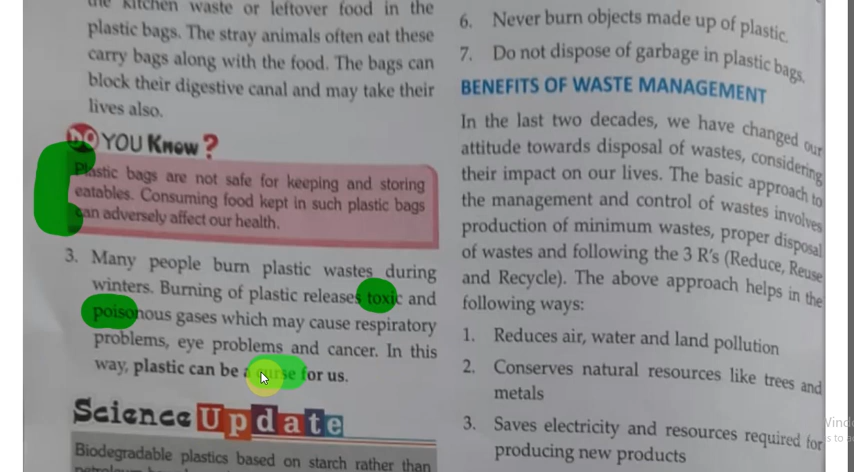 the kitchen waste or leftover food in the
plastic bags. The stray animals often eat these
carry bags along with the food. The bags can
block their digestive canal and may take their
lives also.
DO YOU Know ?
Plastic bags are not safe for keeping and storing
eatables. Consuming food kept in such plastic bags
can adversely affect our health.
3. Many people burn plastic wastes during
winters. Burning of plastic releases toxic and
poisonous gases which may cause respiratory
problems, eye problems and cancer. In this
way, plastic can be a curse for us.
Science Update
Biodegradable plastics based on starch rather than
6. Never burn objects made up of plastic.
7. Do not dispose of garbage in plastic bags.
BENEFITS OF WASTE MANAGEMENT
In the last two decades, we have changed our
attitude towards disposal of wastes, considering
their impact on our lives. The basic approach to
the management and control of wastes involves
production of minimum wastes, proper disposal
of wastes and following the 3 R's (Reduce, Reuse
and Recycle). The above approach helps in the
following ways:
1. Reduces air, water and land pollution
2. Conserves natural resources like trees and
metals
3. Saves electricity and resources required for
producing new products